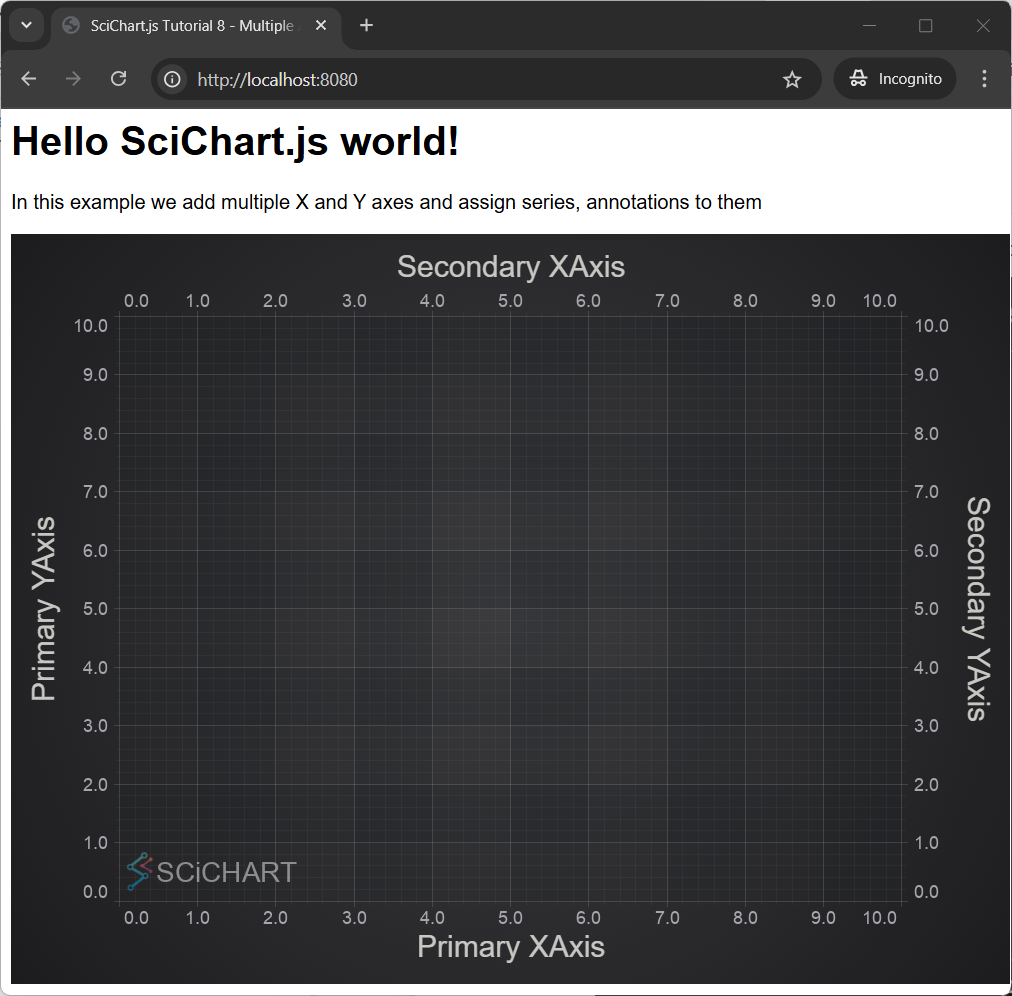 SciChart.js Tutorial 8 - Multiple
http://localhost:8080
Incognito
Hello SciChart.js world!
In this example we add multiple X and Y axes and assign series, annotations to them
Secondary XAxis
0.0 1.0 2.0 3.0 4.0 5.0 6.0 7.0 8.0 9.0 10.0
10.0 10.0
9.0 9.0
8.0 8.0
7.0 7.0
6.0 6.0
5.0 5.0
4.0 4.0
3.0 3.0
2.0 2.0
1.0 1.0
0.0 0.0
Primary YAxis
Secondary YAxis
SCiCHART
0.0 1.0 2.0 3.0 4.0 5.0 6.0 7.0 8.0 9.0 10.0
Primary XAxis